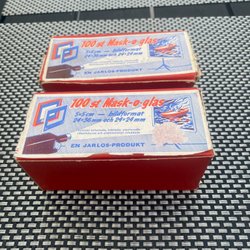 100 st Mask-o-glas
5×5 cm — bildformat
24×36 mm och 24×24 mm
EN JARLOS-PRODUKT
100 st Mask-o-glas
5×5 cm — bildformat
24×36 mm och 24×24 mm
EN JARLOS-PRODUKT